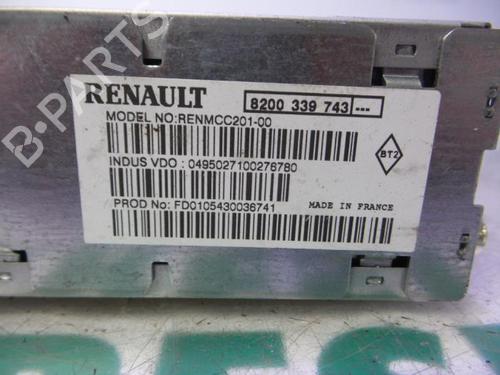 B-PARTS
RENAULT
8200 339 743 ---
MODEL NO:RENMCC201-00
INDUS VDO : 0495027100276780
BT2
PROD No: FD0105430036741
MADE IN FRANCE